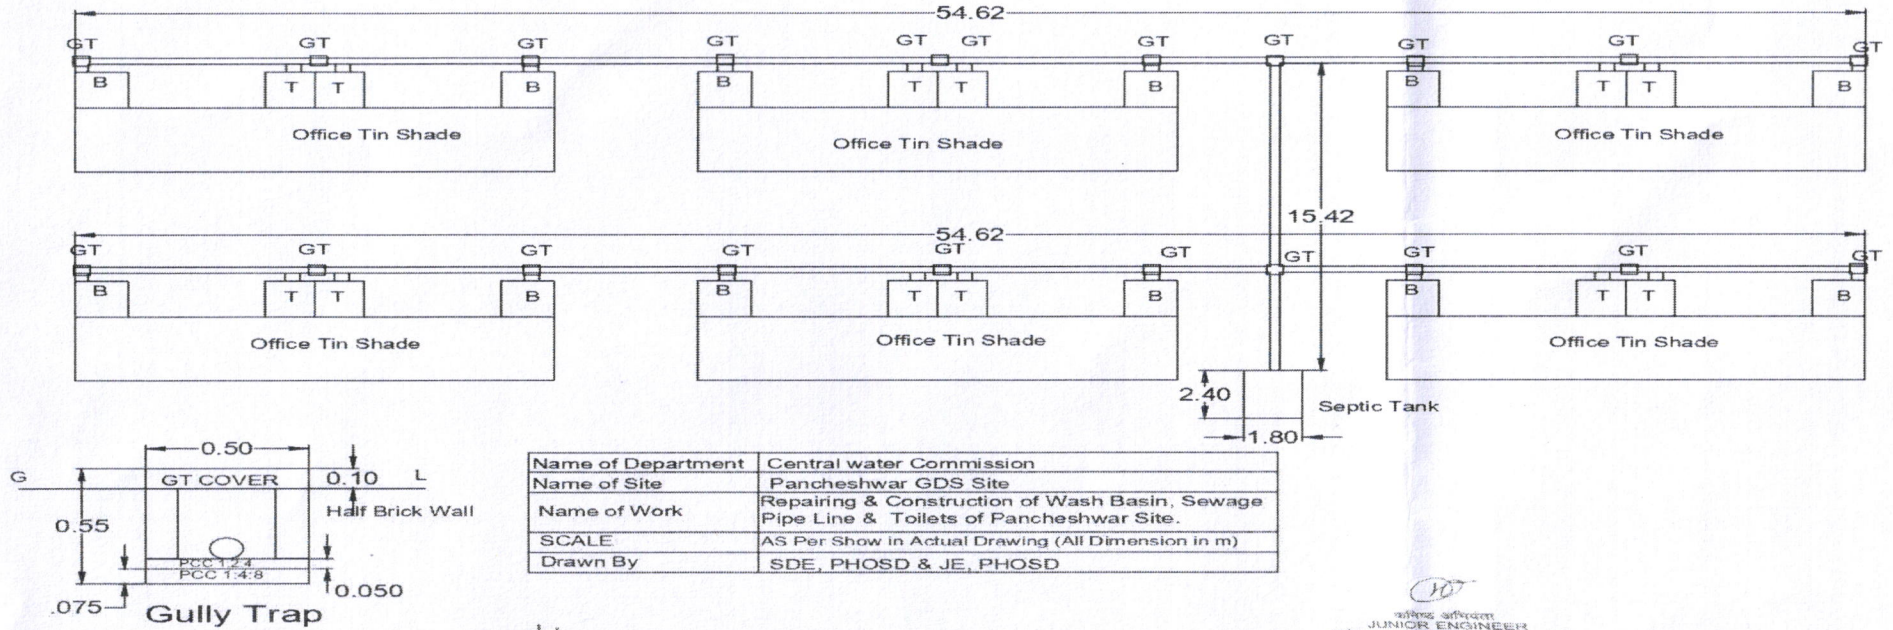 54.62
GT GT GT GT GT GT GT GT GT GT GT
B T T B B T T B B T T B
Office Tin Shade Office Tin Shade Office Tin Shade
15.42
54.62
GT GT GT GT GT GT GT GT GT GT
B T T B B T T B B T T B
Office Tin Shade Office Tin Shade Office Tin Shade
2.40
Septic Tank
1.80
0.50
G GT COVER 0.10 L
Half Brick Wall
0.55
PCC 1:2:4
PCC 1:4:8
.075 0.050
Gully Trap
Name of Department Central water Commission
Name of Site Pancheshwar GDS Site
Name of Work Repairing & Construction of Wash Basin, Sewage
Pipe Line & Toilets of Pancheshwar Site.
SCALE AS Per Show in Actual Drawing (All Dimension in m)
Drawn By SDE, PHOSD & JE, PHOSD
JUNIOR ENGINEER